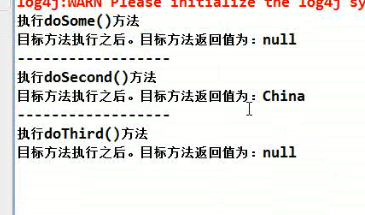 log4j:WARN Please initialize the log4j sy
执行doSome()方法
目标方法执行之后。目标方法返回值为：null
------------------
执行doSecond()方法
目标方法执行之后。目标方法返回值为：China
------------------
执行doThird()方法
目标方法执行之后。目标方法返回值为：null